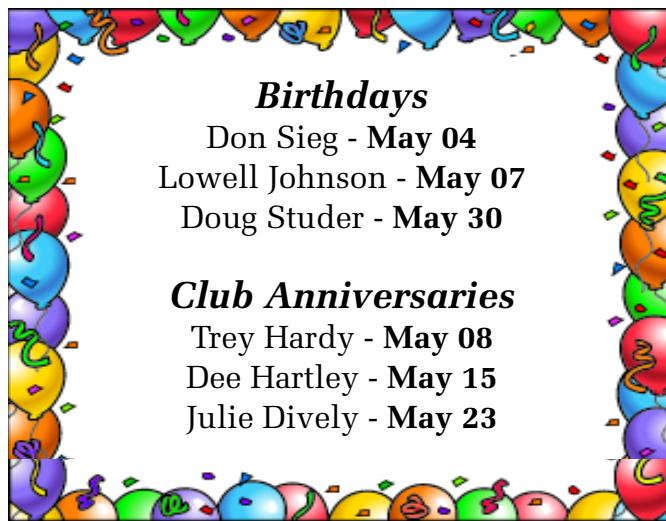 Birthdays
Don Sieg - May 04
Lowell Johnson - May 07
Doug Studer - May 30
Club Anniversaries
Trey Hardy - May 08
Dee Hartley - May 15
Julie Dively - May 23